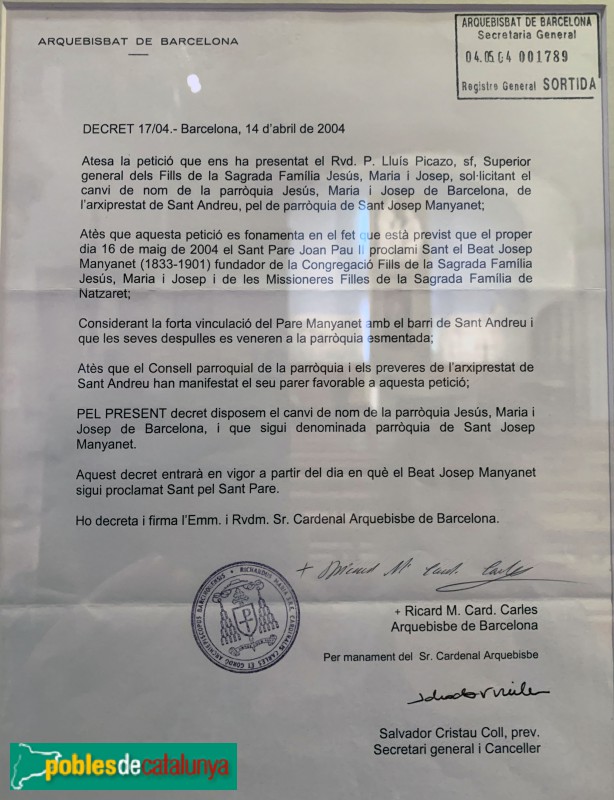 ARQUEBISBAT DE BARCELONA
ARQUEBISBAT DE BARCELONA
Secretaria General
04.05.04 001789
Registre General SORTIDA
DECRET 17/04.- Barcelona, 14 d'abril de 2004
Atesa la petició que ens ha presentat el Rvd. P. Lluís Picazo, sf, Superior
general dels Fills de la Sagrada Família Jesús, Maria i Josep, sol·licitant el
canvi de nom de la parròquia Jesús, Maria i Josep de Barcelona, de
l'arxiprestat de Sant Andreu, pel de parròquia de Sant Josep Manyanet;
Atès que aquesta petició es fonamenta en el fet que està previst que el proper
dia 16 de maig de 2004 el Sant Pare Joan Pau II proclami Sant el Beat Josep
Manyanet (1833-1901) fundador de la Congregació Fills de la Sagrada Família
Jesús, Maria i Josep i de les Missioneres Filles de la Sagrada Família de
Natzaret;
Considerant la forta vinculació del Pare Manyanet amb el barri de Sant Andreu i
que les seves despulles es veneren a la parròquia esmentada;
Atès que el Consell parroquial de la parròquia i els preveres de l'arxiprestat de
Sant Andreu han manifestat el seu parer favorable a aquesta petició;
PEL PRESENT decret disposem el canvi de nom de la parròquia Jesús, Maria i
Josep de Barcelona, i que sigui denominada parròquia de Sant Josep
Manyanet.
Aquest decret entrarà en vigor a partir del dia en què el Beat Josep Manyanet
sigui proclamat Sant pel Sant Pare.
Ho decreta i firma l'Emm. i Rvdm. Sr. Cardenal Arquebisbe de Barcelona.
+ Ricard M. Card. Carles
+ Ricard M. Card. Carles
Arquebisbe de Barcelona
Per manament del Sr. Cardenal Arquebisbe
Salvador Cristau Coll, prev.
Secretari general i Canceller
poblesdecatalunya